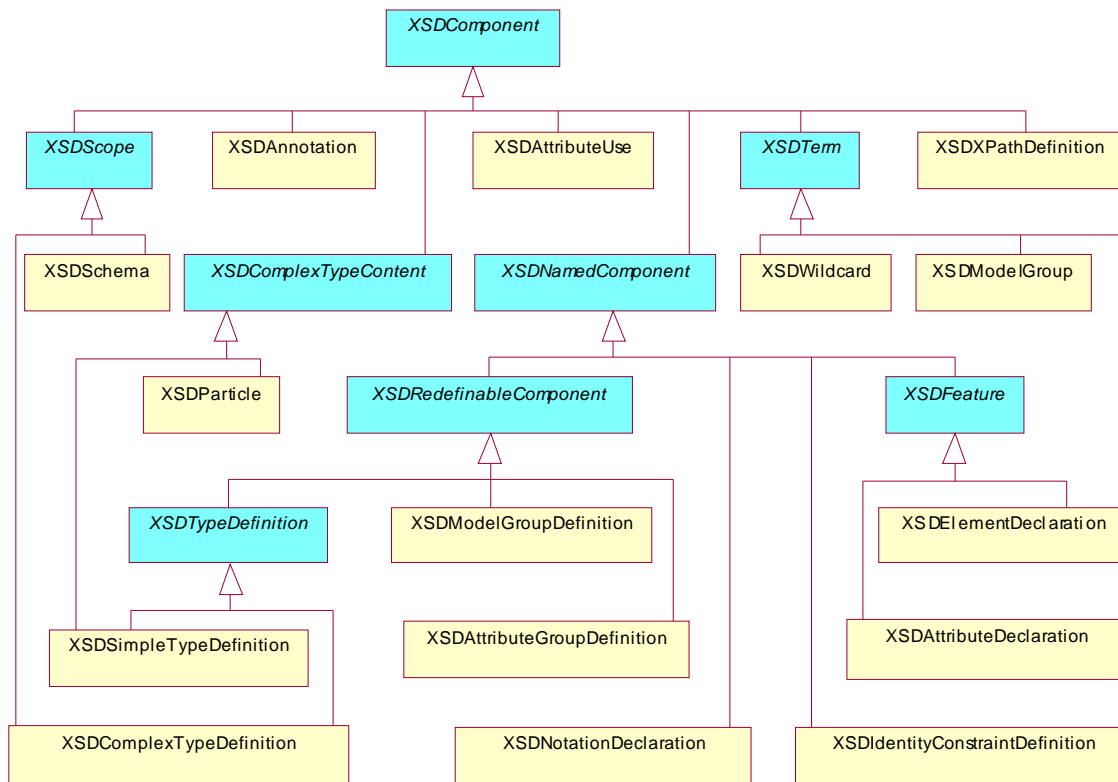 XSDComponent
XSDScope
XSDAnnotation
XSDAttributeUse
XSDTerm
XSDXPathDefinition
XSDSchema
XSDComplexTypeContent
XSDNamedComponent
XSDWildcard
XSDModelGroup
XSDParticle
XSDRedefinableComponent
XSDFeature
XSDTypeDefinition
XSDModelGroupDefinition
XSDElementDeclaration
XSDSimpleTypeDefinition
XSDAttributeGroupDefinition
XSDAttributeDeclaration
XSDComplexTypeDefinition
XSDNotationDeclaration
XSDIdentityConstraintDefinition